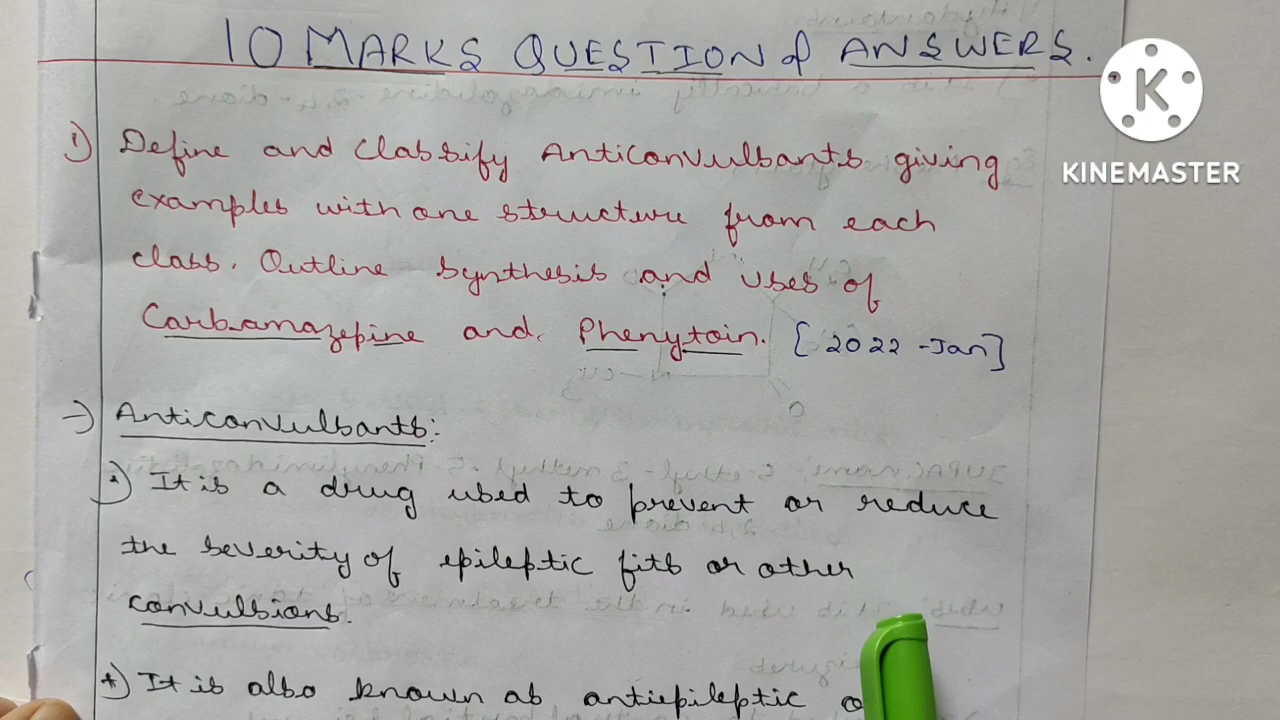 10 MARKS QUESTION & ANSWERS.
KINEMASTER
1) Define and Classify Anticonvulsants giving
examples with one structure from each
class. Outline synthesis and uses of
Carbamazepine and Phenytoin. [2022 - Jan]
→ Anticonvulsants:
*) It is a drug used to prevent or reduce
the severity of epileptic fits or other
convulsions.
*) It is also known as antiepileptic